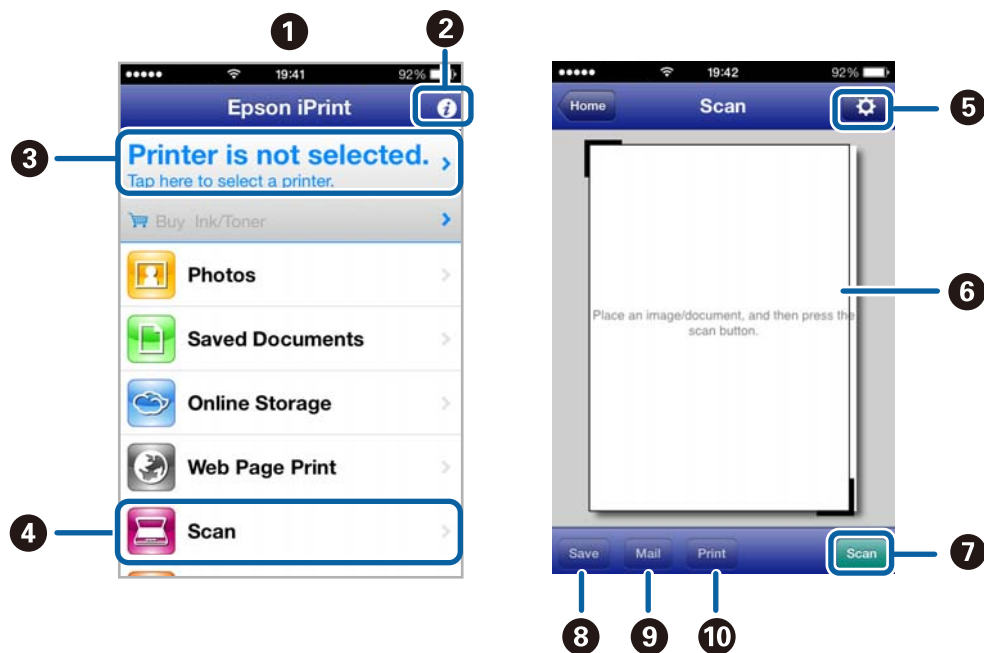 1
2
19:41
92%
Epson iPrint
3
Printer is not selected.
Tap here to select a printer.
Buy Ink/Toner
Photos
Saved Documents
Online Storage
Web Page Print
4
Scan
19:42
92%
Home
Scan
5
6
Place an image/document, and then press the
scan button.
Save
Mail
Print
Scan
7
8
9
10